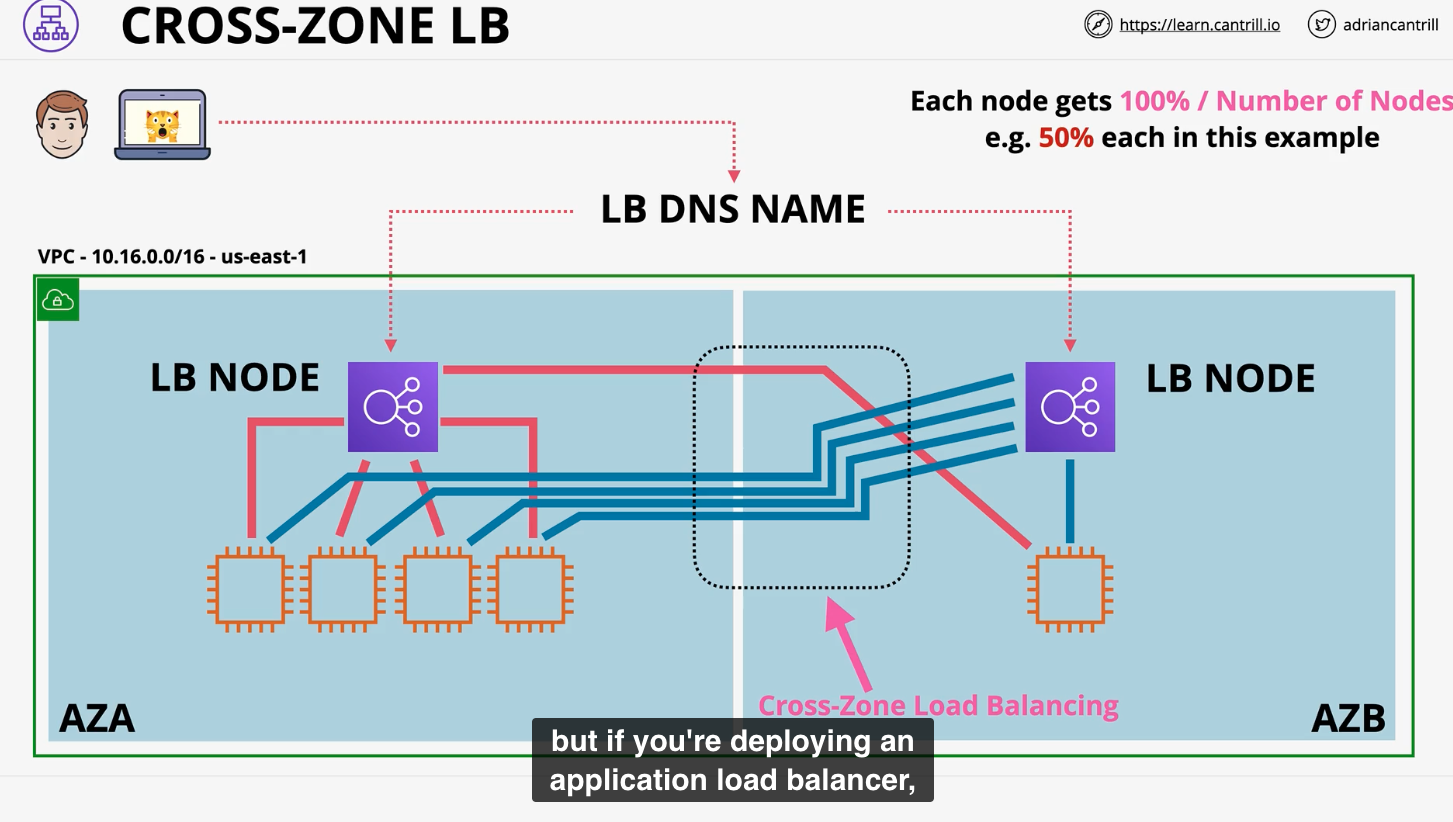 CROSS-ZONE LB
https://learn.cantrill.io
adriancantrill
Each node gets 100% / Number of Nodes
e.g. 50% each in this example
LB DNS NAME
VPC - 10.16.0.0/16 - us-east-1
LB NODE
LB NODE
Cross-Zone Load Balancing
AZA
AZB
but if you're deploying an
application load balancer,